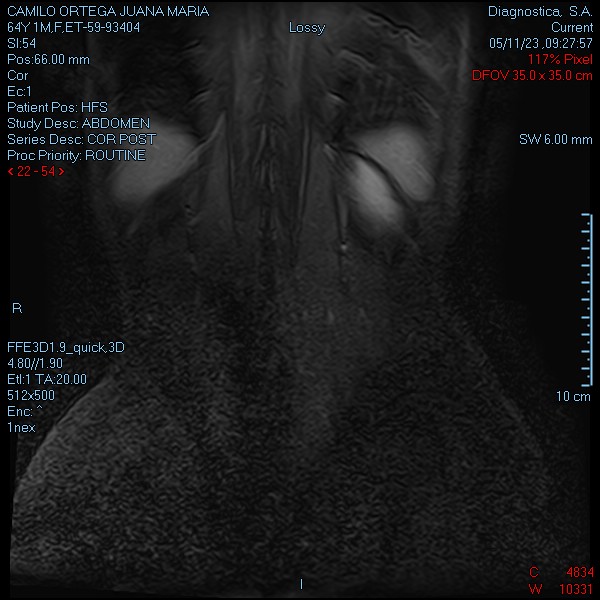 CAMILO ORTEGA JUANA MARIA
64Y 1M,F,ET-59-93404
Sl:54
Pos:66.00 mm
Cor
Ec:1
Patient Pos: HFS
Study Desc: ABDOMEN
Series Desc: COR POST
Proc Priority: ROUTINE
< 22 - 54 >
Lossy
Diagnostica, S.A.
Current
05/11/23 ,09:27:57
117% Pixel
DFOV 35.0 x 35.0 cm
SW 6.00 mm
R
10 cm
FFE3D1.9_quick,3D
4.80//1.90
Etl:1 TA:20.00
512x500
Enc: ^
1nex
I
C 4834
W 10331